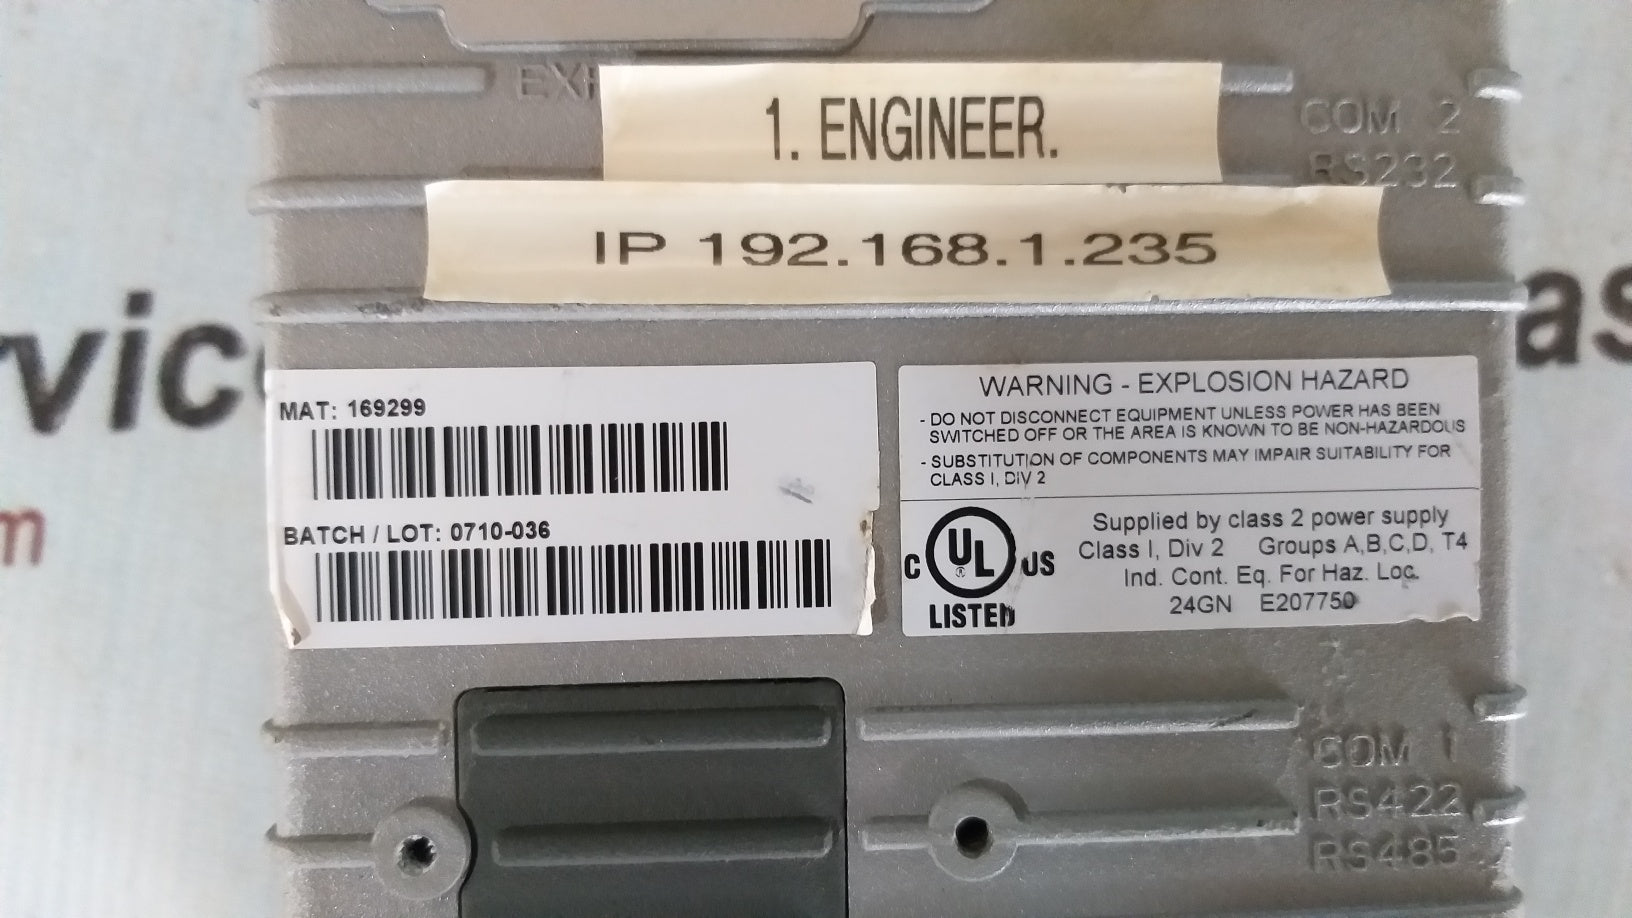 1. ENGINEER.
COM 2
RS232
IP 192.168.1.235
MAT: 169299
BATCH / LOT: 0710-036
WARNING - EXPLOSION HAZARD
- DO NOT DISCONNECT EQUIPMENT UNLESS POWER HAS BEEN
SWITCHED OFF OR THE AREA IS KNOWN TO BE NON-HAZARDOUS
- SUBSTITUTION OF COMPONENTS MAY IMPAIR SUITABILITY FOR
CLASS I, DIV 2
C UL US
®
LISTED
Supplied by class 2 power supply
Class I, Div 2 Groups A,B,C,D, T4
Ind. Cont. Eq. For Haz. Loc.
24GN E207750
COM 1
RS422
RS485